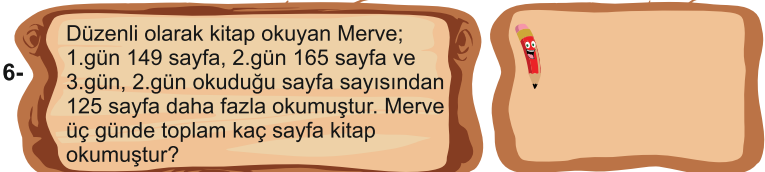 6-
Düzenli olarak kitap okuyan Merve;
1.gün 149 sayfa, 2.gün 165 sayfa ve
3.gün, 2.gün okuduğu sayfa sayısından
125 sayfa daha fazla okumuştur. Merve
üç günde toplam kaç sayfa kitap
okumuştur?